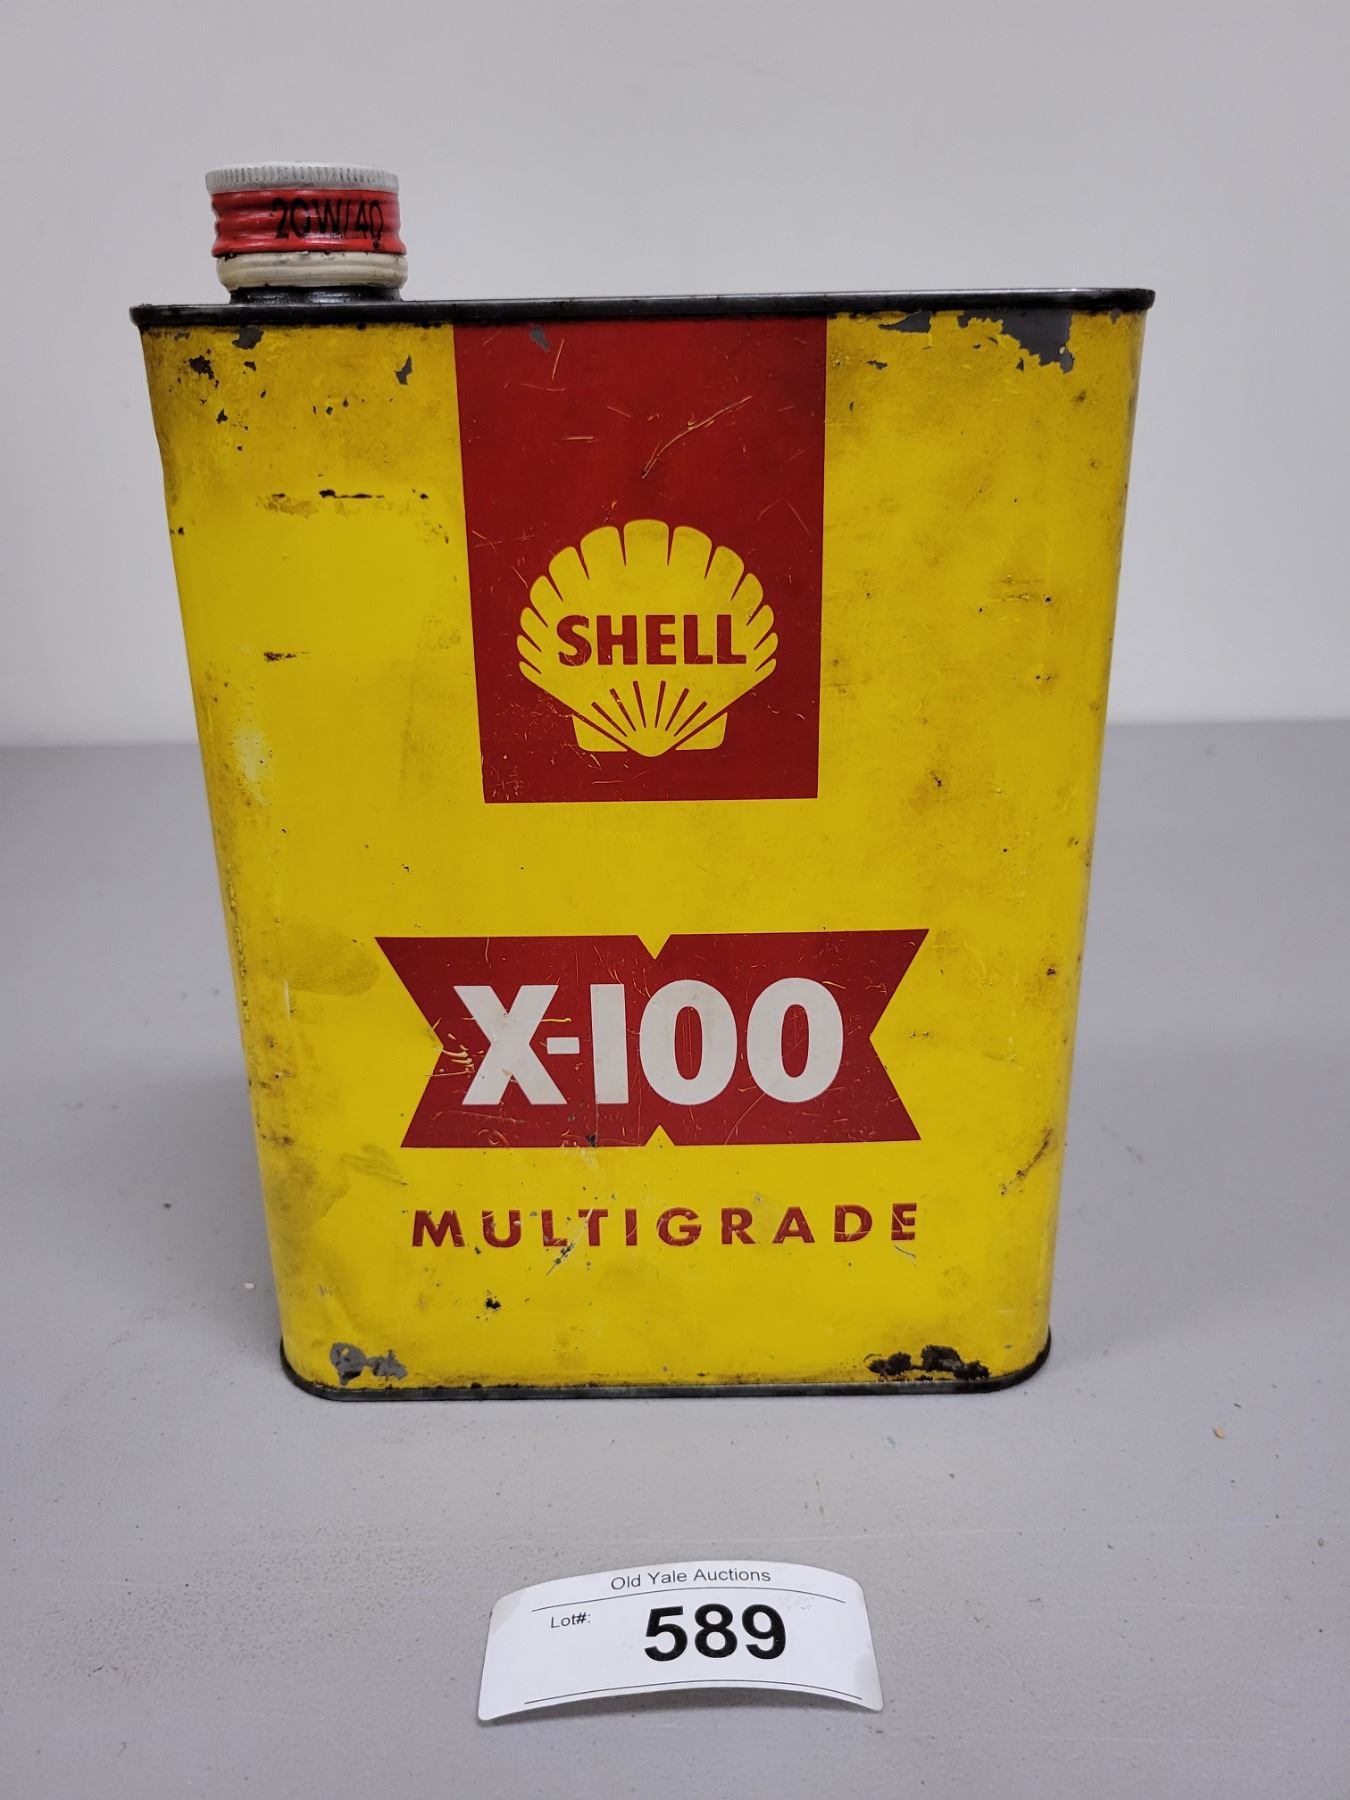 20W/40
SHELL
X-100
MULTIGRADE
Old Yale Auctions
Lot#: 589